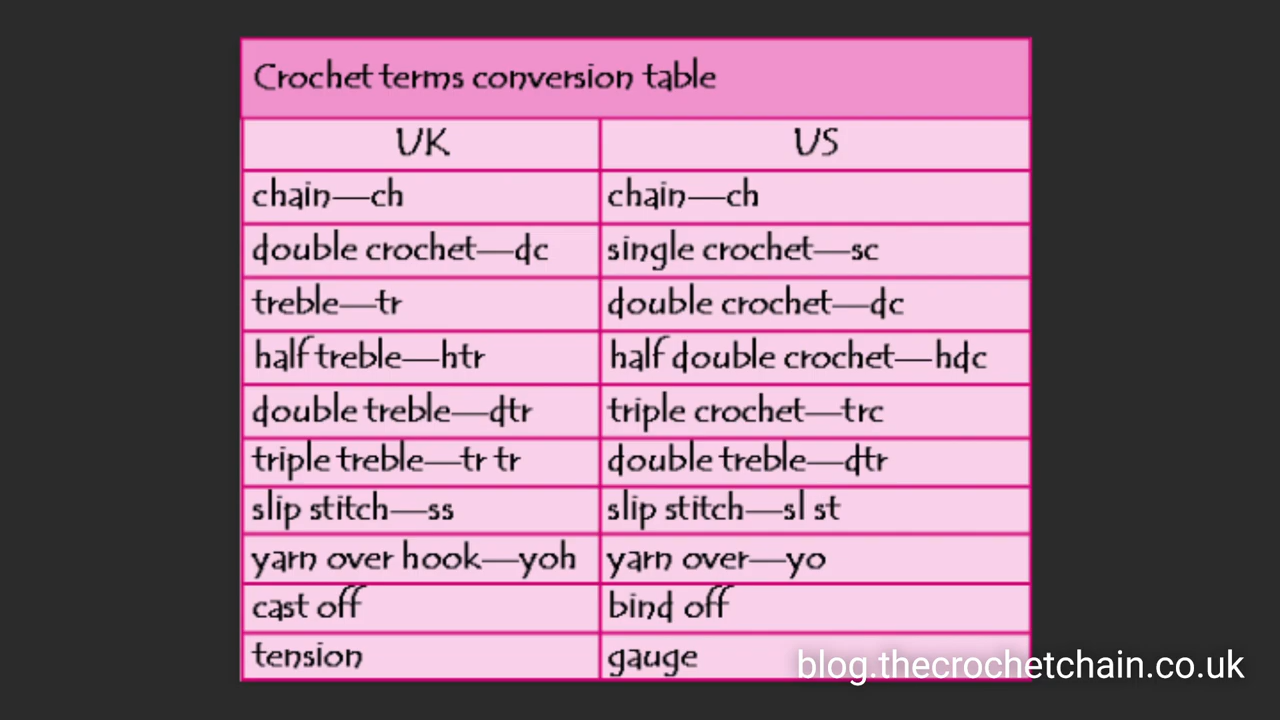 Crochet terms conversion table
UK US
chain—ch chain—ch
double crochet—dc single crochet—sc
treble—tr double crochet—dc
half treble—htr half double crochet—hdc
double treble—dtr triple crochet—trc
triple treble—tr tr double treble—dtr
slip stitch—ss slip stitch—sl st
yarn over hook—yoh yarn over—yo
cast off bind off
tension gauge
blog.thecrochetchain.co.uk